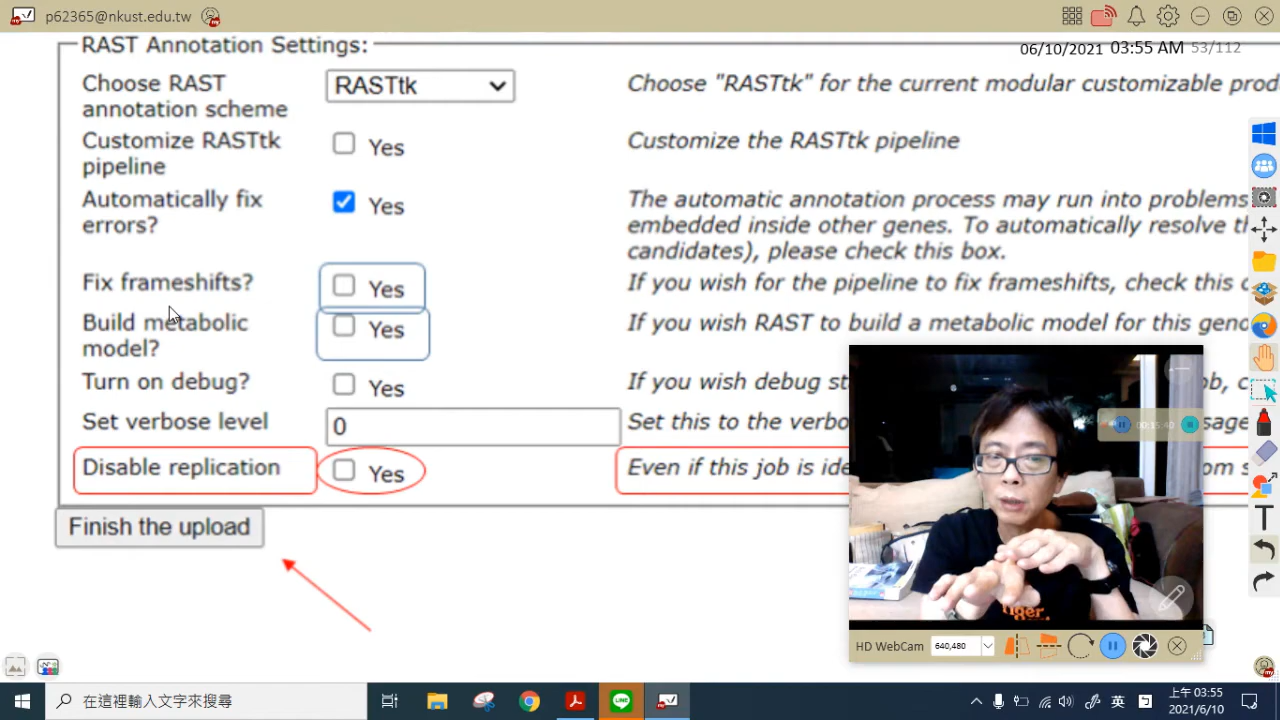 p62365@nkust.edu.tw
RAST Annotation Settings:
06/10/2021 03:55 AM 53/112
Choose RAST
annotation scheme
RASTtk
Choose "RASTtk" for the current modular customizable prod
Customize RASTtk
pipeline
Yes
Customize the RASTtk pipeline
Automatically fix
errors?
Yes
The automatic annotation process may run into problems
embedded inside other genes. To automatically resolve th
candidates), please check this box.
Fix frameshifts?
Yes
If you wish for the pipeline to fix frameshifts, check this
Build metabolic
model?
Yes
If you wish RAST to build a metabolic model for this geno
Turn on debug?
Yes
If you wish debug st
Set verbose level
0
Set this to the verbo
Disable replication
Yes
Even if this job is ide
Finish the upload
00:15:40
Tiger.
HD WebCam
640,480
T
在這裡輸入文字來搜尋
英
上午 03:55
2021/6/10